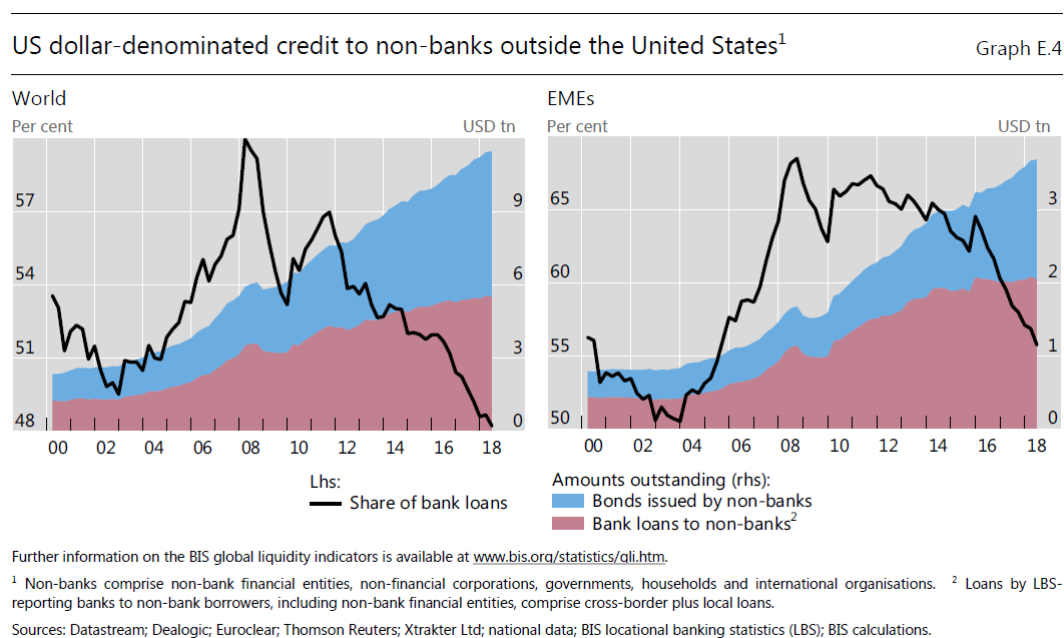 US dollar-denominated credit to non-banks outside the United States¹
Graph E.4
World
Per cent
USD tn
57
54
51
48
9
6
3
0
00 02 04 06 08 10 12 14 16 18
EMEs
Per cent
USD tn
65
60
55
50
3
2
1
0
00 02 04 06 08 10 12 14 16 18
Lhs:
Share of bank loans
Amounts outstanding (rhs):
Bonds issued by non-banks
Bank loans to non-banks²
Further information on the BIS global liquidity indicators is available at www.bis.org/statistics/gli.htm.
¹ Non-banks comprise non-bank financial entities, non-financial corporations, governments, households and international organisations. ² Loans by LBS-
reporting banks to non-bank borrowers, including non-bank financial entities, comprise cross-border plus local loans.
Sources: Datastream; Dealogic; Euroclear; Thomson Reuters; Xtrakter Ltd; national data; BIS locational banking statistics (LBS); BIS calculations.